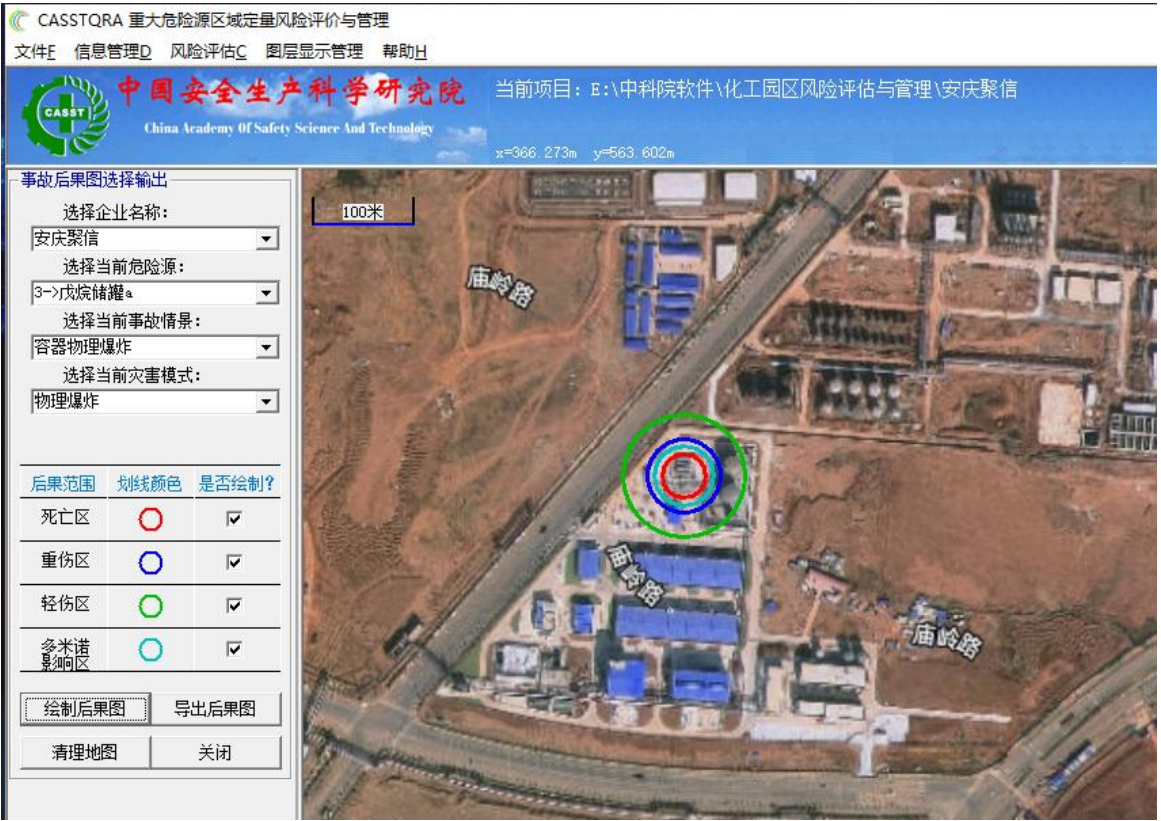 CASSTQRA 重大危险源区域定量风险评价与管理
文件F 信息管理D 风险评估C 图层显示管理 帮助H
CASST
中国安全生产科学研究院
China Academy Of Safety Science And Technology
当前项目：E:\中科院软件\化工园区风险评估与管理\安庆聚信
x=366.273m y=563.602m
事故后果图选择输出
选择企业名称：
安庆聚信
选择当前危险源：
3->戊烷储罐a
选择当前事故情景：
容器物理爆炸
选择当前灾害模式：
物理爆炸
后果范围 划线颜色 是否绘制?
死亡区
重伤区
轻伤区
多米诺
影响区
绘制后果图 导出后果图
清理地图 关闭
100米
庙岭路
庙岭路
庙岭路